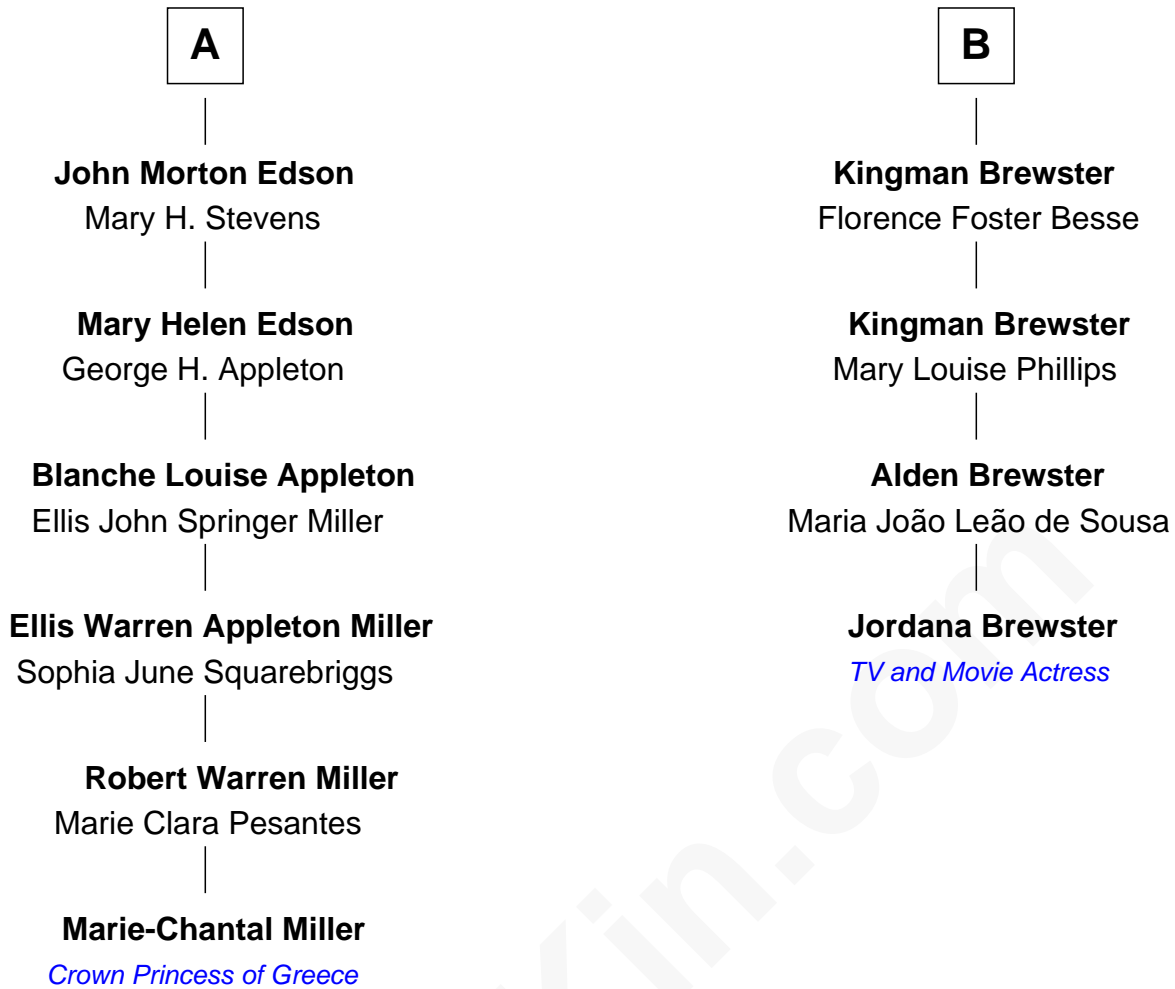 A
John Morton Edson
Mary H. Stevens
Mary Helen Edson
George H. Appleton
Blanche Louise Appleton
Ellis John Springer Miller
Ellis Warren Appleton Miller
Sophia June Squarebriggs
Robert Warren Miller
Marie Clara Pesantes
Marie-Chantal Miller
Crown Princess of Greece
B
Kingman Brewster
Florence Foster Besse
Kingman Brewster
Mary Louise Phillips
Alden Brewster
Maria João Leão de Sousa
Jordana Brewster
TV and Movie Actress
Kin.com